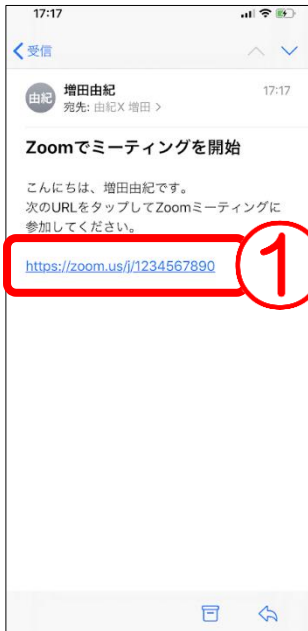 17:17
受信
由紀
増田由紀
17:17
宛先: 由紀X 増田 >
Zoomでミーティングを開始
こんにちは、増田由紀です。
次のURLをタップしてZoomミーティングに
参加してください。
https://zoom.us/j/1234567890
①